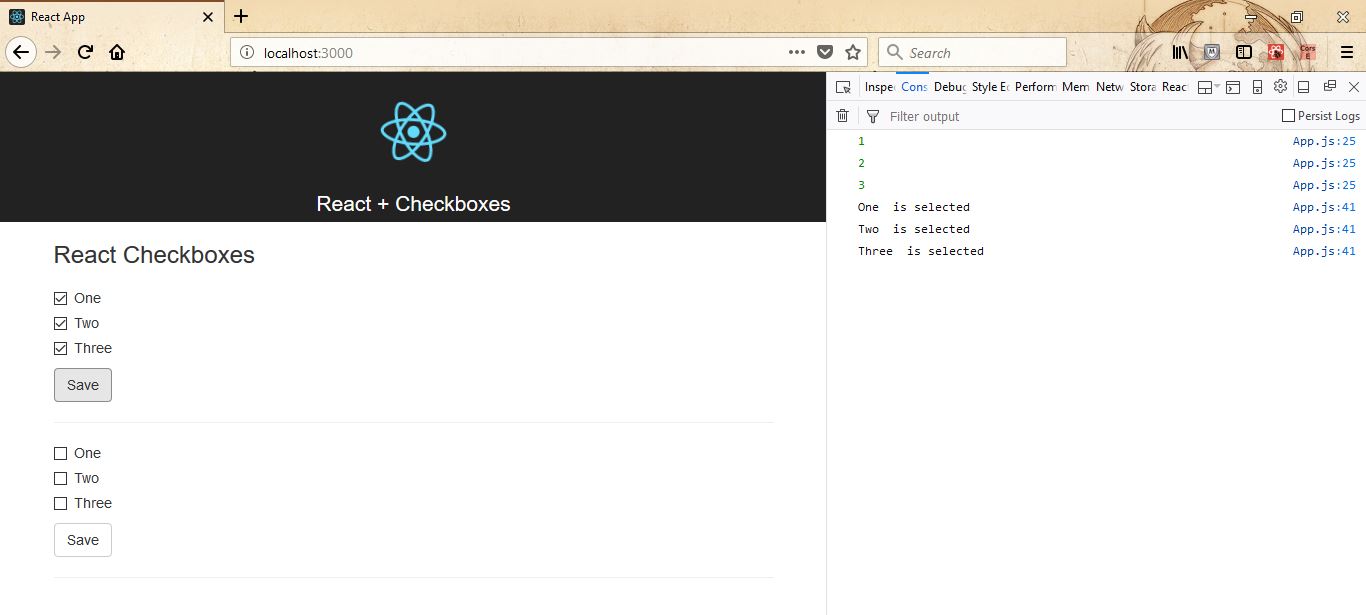 React App
localhost:3000
Search
Cors
E
Inspe Cons Debug Style Ec Perform Mem Netw Stora Reac
Filter output
Persist Logs
React + Checkboxes
React Checkboxes
One
Two
Three
Save
One
Two
Three
Save
1 App.js:25
2 App.js:25
3 App.js:25
One is selected App.js:41
Two is selected App.js:41
Three is selected App.js:41